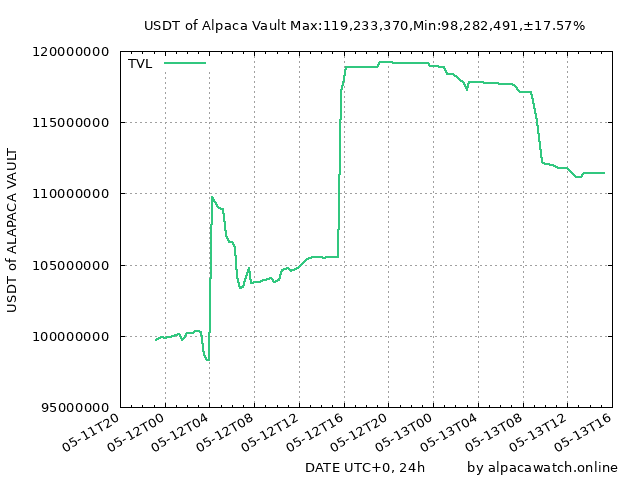 USDT of Alpaca Vault Max:119,233,370,Min:98,282,491,±17.57%
120000000
TVL
115000000
110000000
105000000
100000000
95000000
USDT of ALAPACA VAULT
05-11T20
05-12T00
05-12T04
05-12T08
05-12T12
05-12T16
05-12T20
05-13T00
05-13T04
05-13T08
05-13T12
05-13T16
DATE UTC+0, 24h
by alpacawatch.online